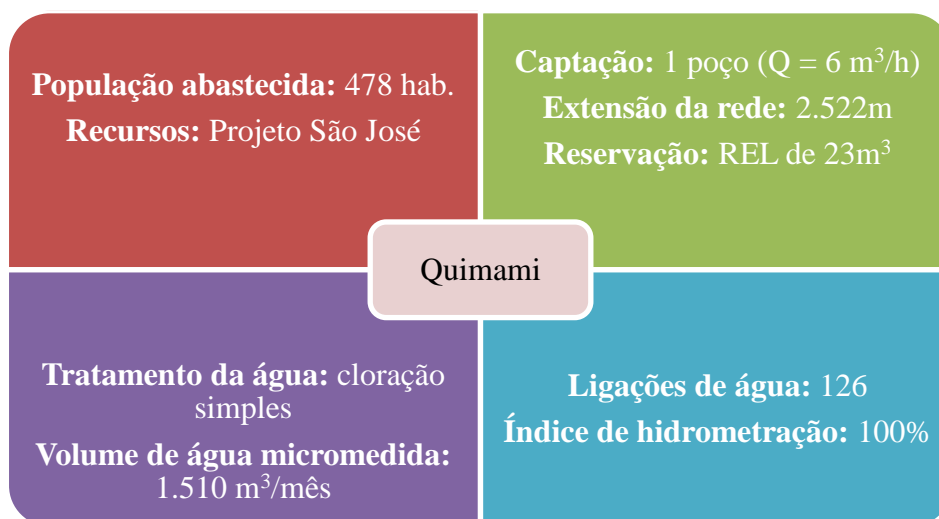 População abastecida: 478 hab.
Recursos: Projeto São José
Captação: 1 poço (Q = 6 m³/h)
Extensão da rede: 2.522m
Reservação: REL de 23m³
Quimami
Tratamento da água: cloração
simples
Volume de água micromedida:
1.510 m³/mês
Ligações de água: 126
Índice de hidrometração: 100%